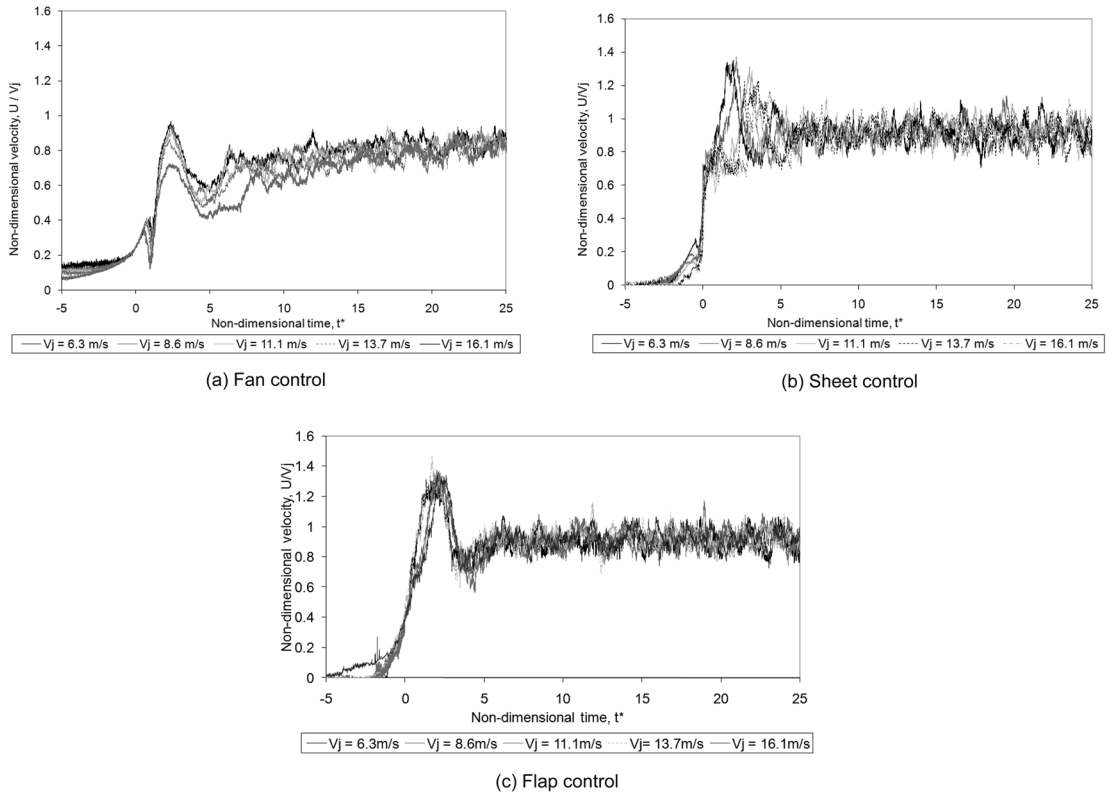 1.6
1.4
1.2
1
0.8
0.6
0.4
0.2
0
Non-dimensional velocity, U / Vj
-5 0 5 10 15 20 25
Non-dimensional time, t*
Vj = 6.3 m/s Vj = 8.6 m/s Vj = 11.1 m/s Vj = 13.7 m/s Vj = 16.1 m/s
(a) Fan control
1.6
1.4
1.2
1
0.8
0.6
0.4
0.2
0
Non-dimensional velocity, U/Vj
-5 0 5 10 15 20 25
Non-dimensional time, t*
Vj = 6.3 m/s Vj = 8.6 m/s Vj = 11.1 m/s Vj = 13.7 m/s Vj = 16.1 m/s
(b) Sheet control
1.6
1.4
1.2
1
0.8
0.6
0.4
0.2
0
Non-dimensional velocity, U/Vj
-5 0 5 10 15 20 25
Non-dimensional time, t*
Vj = 6.3m/s Vj = 8.6m/s Vj = 11.1m/s Vj= 13.7m/s Vj = 16.1m/s
(c) Flap control